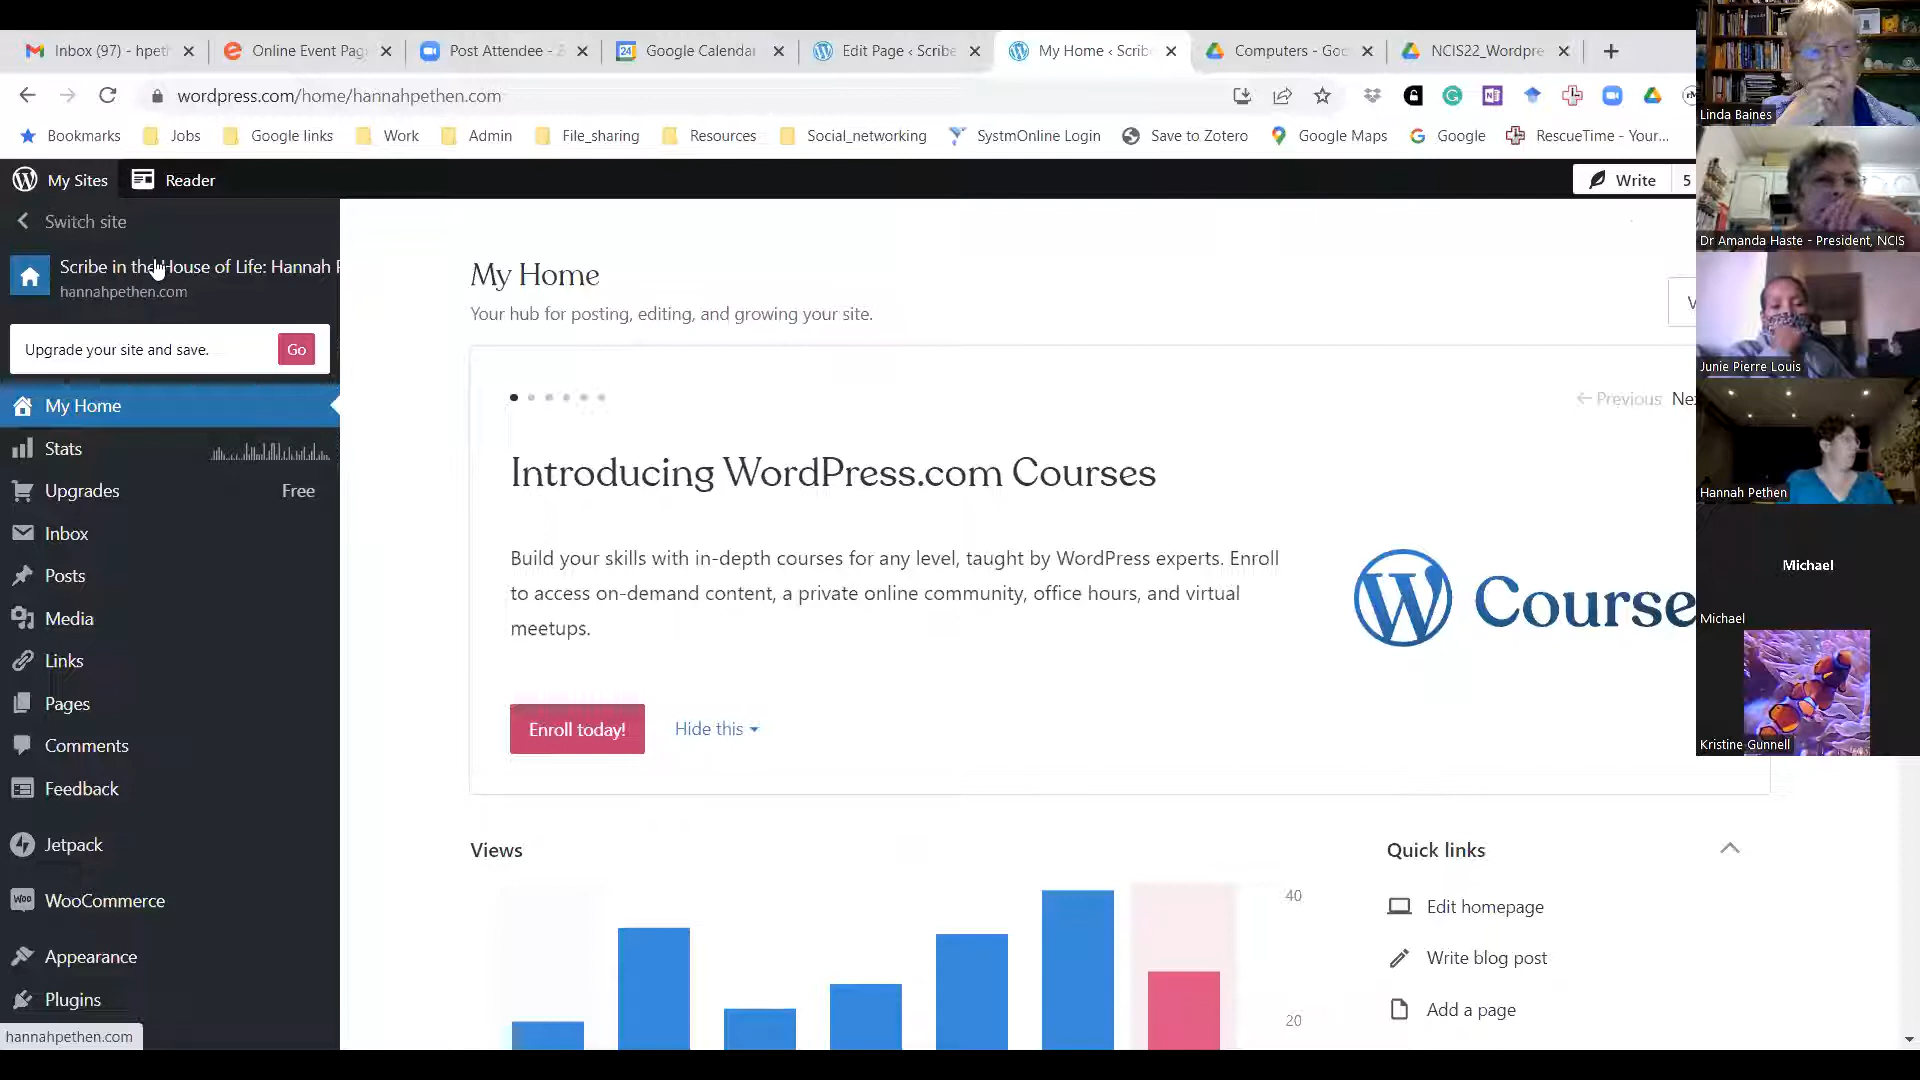 Inbox (97) - hpeth
Online Event Pag
Post Attendee - Z
Google Calenda
Edit Page ‹ Scribe
My Home ‹ Scrib
Computers - Goo
NCIS22_Wordpre
wordpress.com/home/hannahpethen.com
Bookmarks
Jobs
Google links
Work
Admin
File_sharing
Resources
Social_networking
SystmOnline Login
Save to Zotero
Google Maps
Google
RescueTime - Your...
My Sites
Reader
Write
5
Switch site
Scribe in the House of Life: Hannah P
hannahpethen.com
Upgrade your site and save.
Go
My Home
Stats
Upgrades
Free
Inbox
Posts
Media
Links
Pages
Comments
Feedback
Jetpack
WooCommerce
Appearance
Plugins
hannahpethen.com
My Home
Your hub for posting, editing, and growing your site.
V
← Previous
Nex
Introducing WordPress.com Courses
Build your skills with in-depth courses for any level, taught by WordPress experts. Enroll
to access on-demand content, a private online community, office hours, and virtual
meetups.
Course
Enroll today!
Hide this
Views
40
20
Quick links
Edit homepage
Write blog post
Add a page
Linda Baines
Dr Amanda Haste - President, NCIS
Junie Pierre Louis
Hannah Pethen
Michael
Michael
Kristine Gunnell